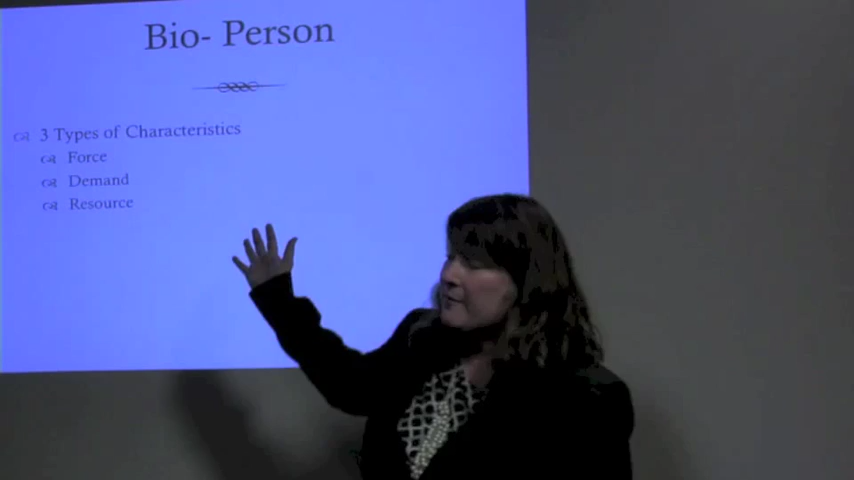 Bio- Person
3 Types of Characteristics
Force
Demand
Resource